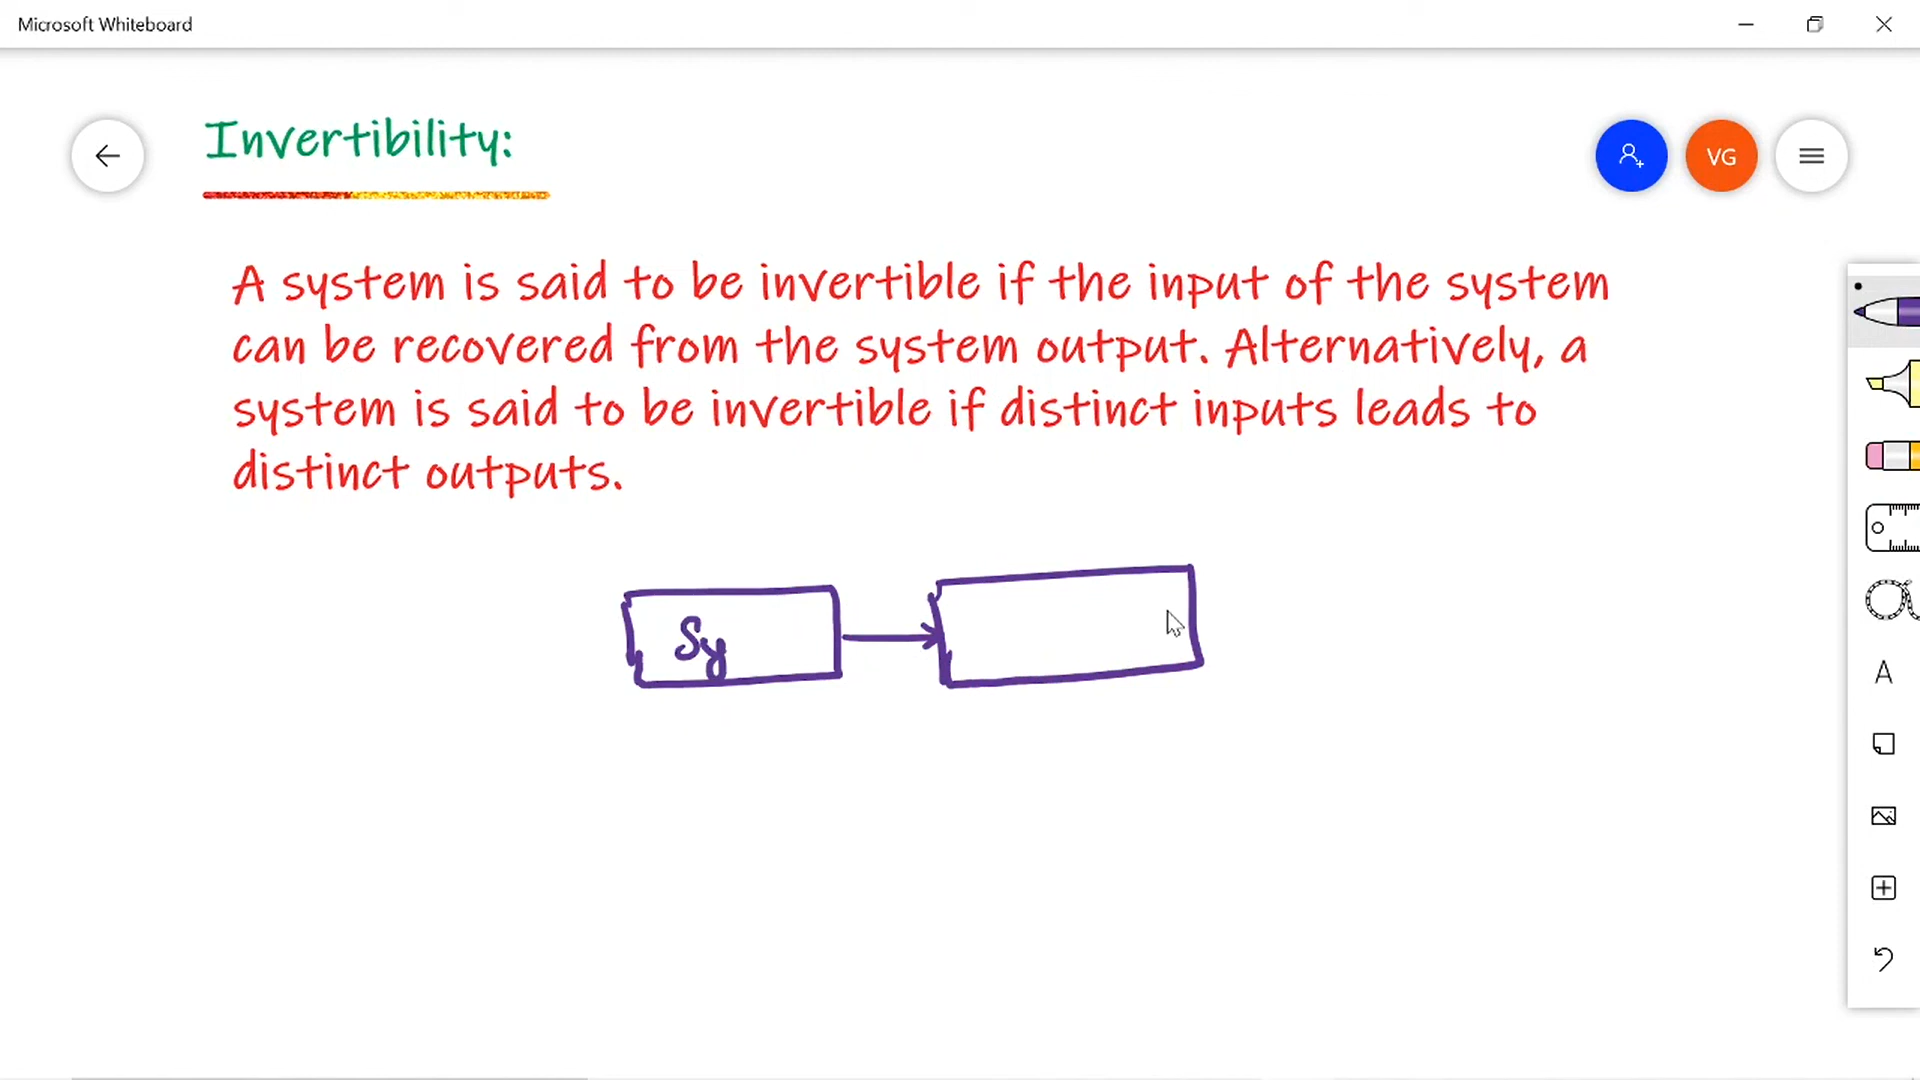 Microsoft Whiteboard
Invertibility:
VG
A system is said to be invertible if the input of the system
can be recovered from the system output. Alternatively, a
system is said to be invertible if distinct inputs leads to
distinct outputs.
Sy
A